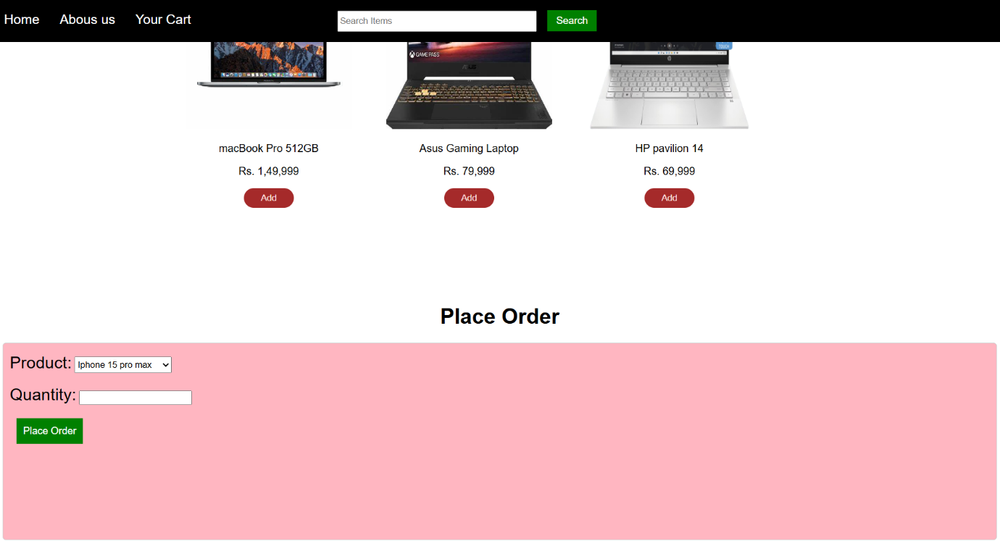 Home Abous us Your Cart Search Items Search
GAME PASS
TOUCH
macBook Pro 512GB Asus Gaming Laptop HP pavilion 14
Rs. 1,49,999 Rs. 79,999 Rs. 69,999
Add Add Add
Place Order
Product: Iphone 15 pro max
Quantity:
Place Order